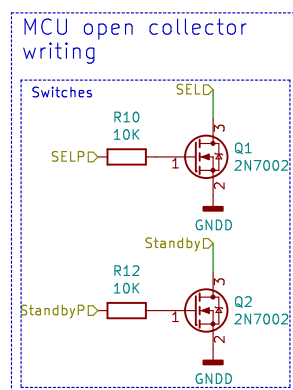 MCU open collector
writing
Switches
SEL
R10
10K
3
Q1
SELP
1
2N7002
2
GNDD
Standby
R12
10K
3
Q2
StandbyP
1
2N7002
2
GNDD